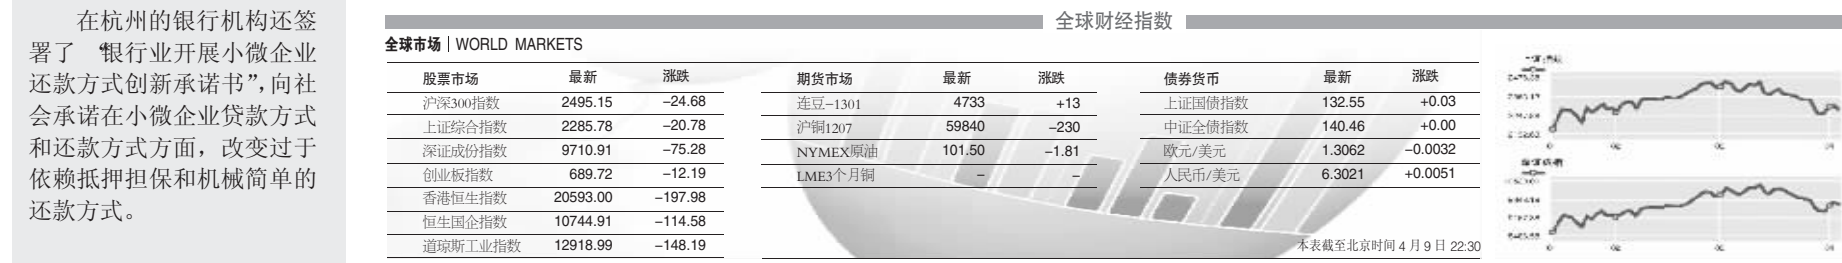 在杭州的银行机构还签
署了“银行业开展小微企业
还款方式创新承诺书”,向社
会承诺在小微企业贷款方式
和还款方式方面，改变过于
依赖抵押担保和机械简单的
还款方式。
全球财经指数
全球市场 | WORLD MARKETS
股票市场 最新 涨跌
沪深300指数 2495.15 −24.68
上证综合指数 2285.78 −20.78
深证成份指数 9710.91 −75.28
创业板指数 689.72 −12.19
香港恒生指数 20593.00 −197.98
恒生国企指数 10744.91 −114.58
道琼斯工业指数 12918.99 −148.19
期货市场 最新 涨跌
连豆−1301 4733 +13
沪铜1207 59840 −230
NYMEX原油 101.50 −1.81
LME3个月铜 − −
债券货币 最新 涨跌
上证国债指数 132.55 +0.03
中证全债指数 140.46 +0.00
欧元/美元 1.3062 −0.0032
人民币/美元 6.3021 +0.0051
本表截至北京时间 4 月 9 日 22:30